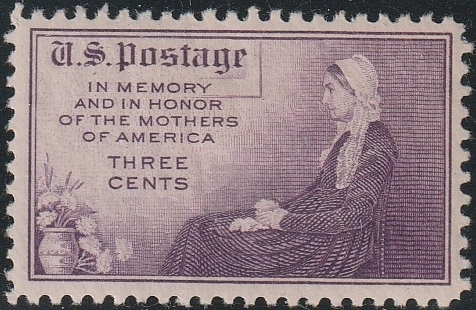 U.S. Postage
IN MEMORY
AND IN HONOR
OF THE MOTHERS
OF AMERICA
THREE
CENTS